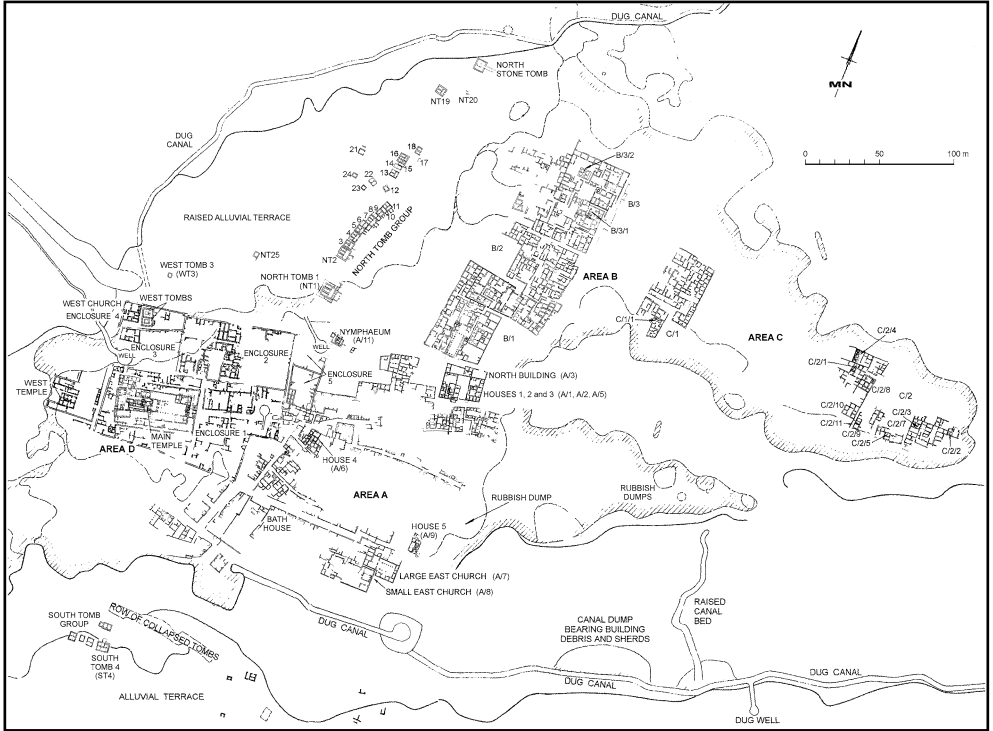 DUG CANAL
NORTH
STONE TOMB
MN
NT19
NT20
0 50 100 m
DUG
CANAL
21
16
18
14
17
15
13
24
22
23
12
B/3/2
B/3
B/3/1
RAISED ALLUVIAL TERRACE
11
10
9
8
7
6
5
3
NT2
NORTH TOMB GROUP
B/2
AREA B
NT25
WEST TOMB 3
(WT3)
NORTH TOMB 1
(NT1)
WEST CHURCH
WEST TOMBS
ENCLOSURE 4
C/1/1
C/1
AREA C
C/2/4
NYMPHAEUM
(A/11)
WELL
ENCLOSURE
3
WELL
ENCLOSURE
2
ENCLOSURE
5
B/1
C/2/1
C/2/8
C/2
NORTH BUILDING (A/3)
HOUSES 1, 2 and 3 (A/1, A/2, A/5)
WEST
TEMPLE
C/2/10
C/2/3
C/2/11
C/2/7
C/2/9
C/2/5
C/2/2
ENCLOSURE 1
MAIN
TEMPLE
AREA D
HOUSE 4
(A/6)
AREA A
RUBBISH DUMP
RUBBISH
DUMPS
BATH
HOUSE
HOUSE 5
(A/9)
LARGE EAST CHURCH (A/7)
SMALL EAST CHURCH (A/8)
SOUTH TOMB
GROUP
ROW OF COLLAPSED TOMBS
DUG CANAL
CANAL DUMP
BEARING BUILDING
DEBRIS AND SHERDS
RAISED
CANAL
BED
SOUTH
TOMB 4
(ST4)
DUG CANAL
DUG CANAL
ALLUVIAL TERRACE
DUG WELL